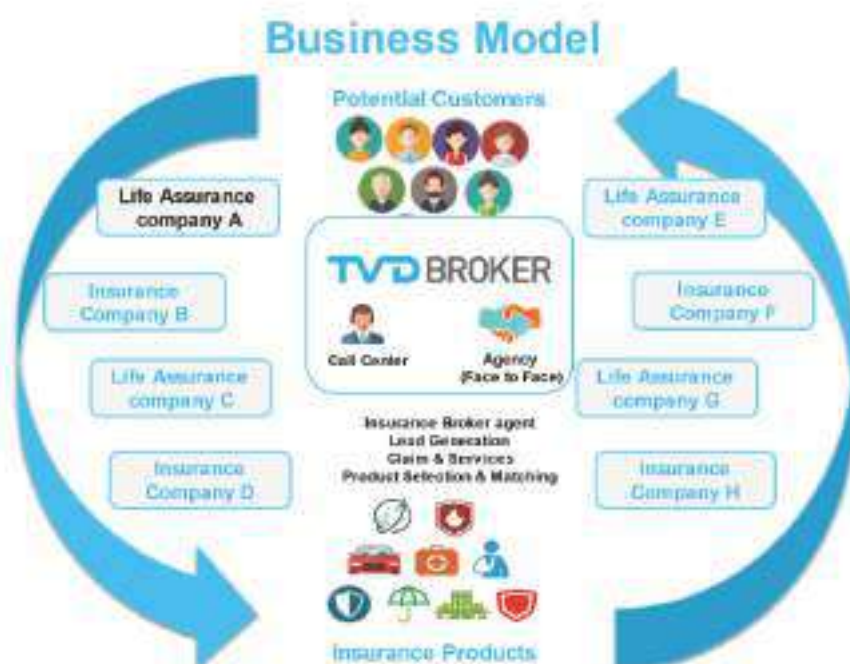 Business Model
Potential Customers
Life Assurance
company A
Insurance
Company B
Life Assurance
company C
Insurance
Company D
TVD BROKER
Call Center
Agency
(Face to Face)
Insurance Broker agent
Lead Generation
Claim & Services
Product Selection & Matching
Life Assurance
company E
Insurance
Company F
Life Assurance
company G
Insurance
Company H
Insurance Products